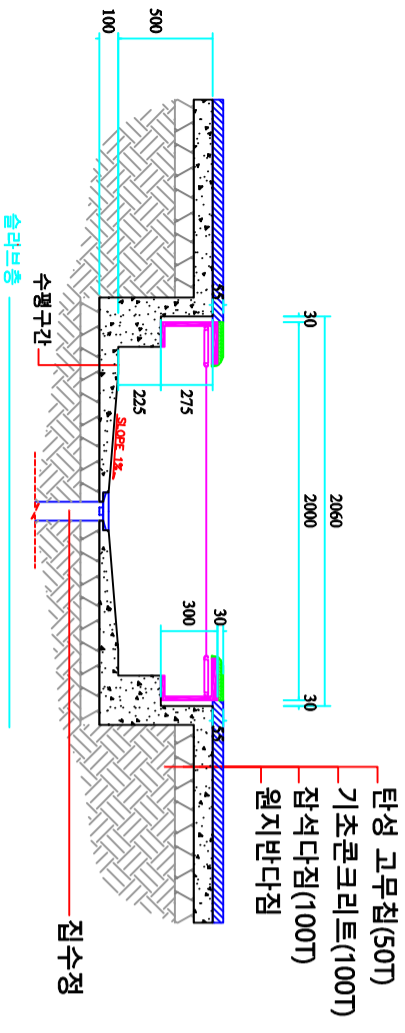 탄성 고무칩(50T)
기초콘크리트(100T)
잡석다짐(100T)
원지반다짐
2060
30
2000
30
55
30
55
500
275
300
225
100
SLOPE 1%
집수정
수평구간
슬라브층